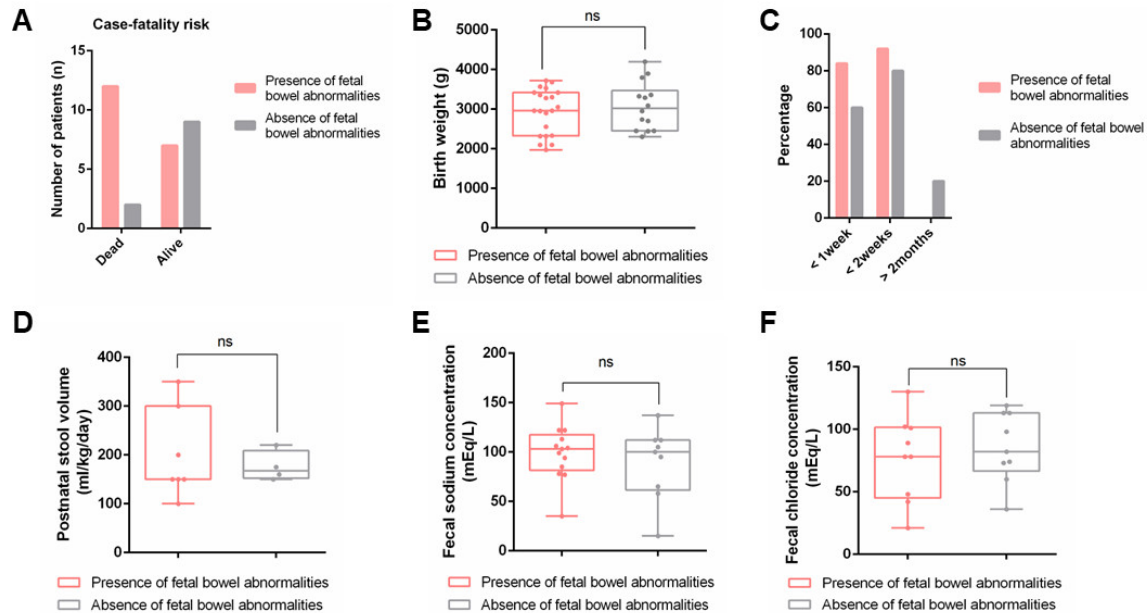 A
Case-fatality risk
Number of patients (n)
15
10
5
0
Dead
Alive
Presence of fetal
bowel abnormalities
Absence of fetal
bowel abnormalities
B
ns
Birth weight (g)
5000
4000
3000
2000
1000
0
Presence of fetal bowel abnormalities
Absence of fetal bowel abnormalities
C
Percentage
100
80
60
40
20
0
< 1week
< 2weeks
> 2months
Presence of fetal
bowel abnormalities
Absence of fetal bowel
abnormalities
D
ns
Postnatal stool volume
(ml/kg/day)
400
300
200
100
0
Presence of fetal bowel abnormalities
Absence of fetal bowel abnormalities
E
ns
Fecal sodium concentration
(mEq/L)
200
150
100
50
0
Presence of fetal bowel abnormalities
Absence of fetal bowel abnormalities
F
ns
Fecal chloride concentration
(mEq/L)
150
100
50
0
Presence of fetal bowel abnormalities
Absence of fetal bowel abnormalities